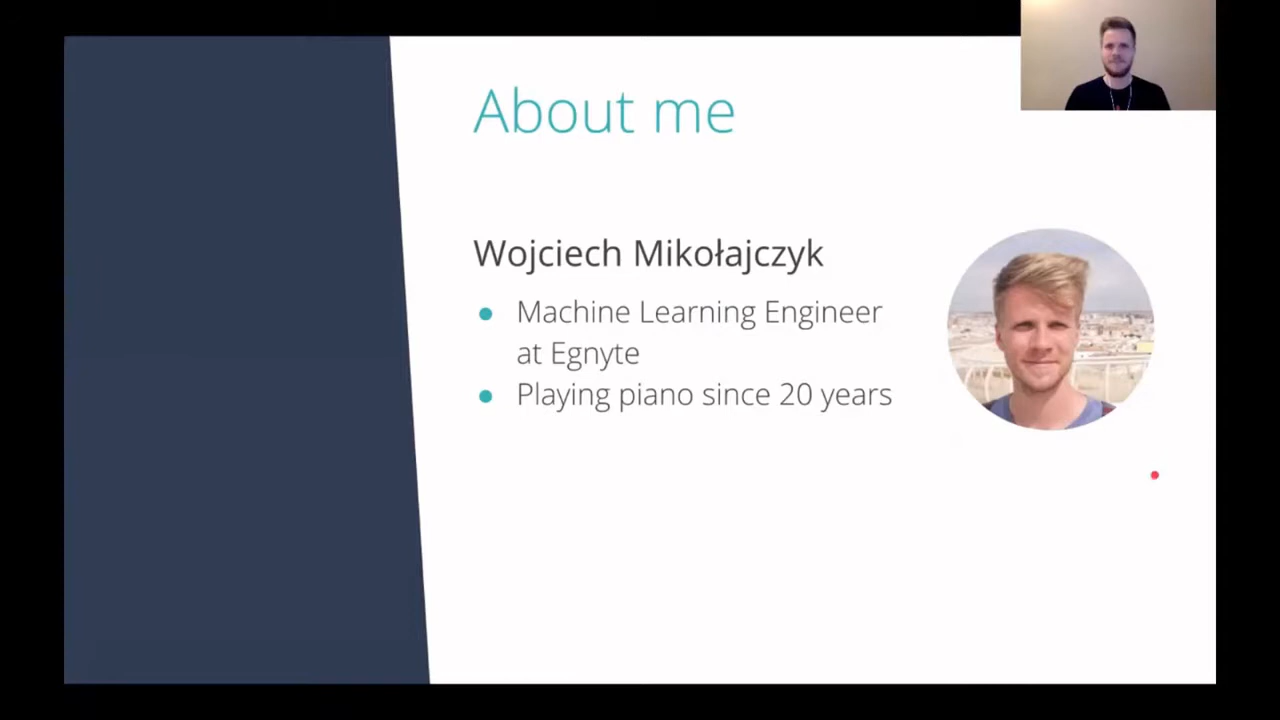 About me
Wojciech Mikołajczyk
● Machine Learning Engineer
at Egnyte
● Playing piano since 20 years